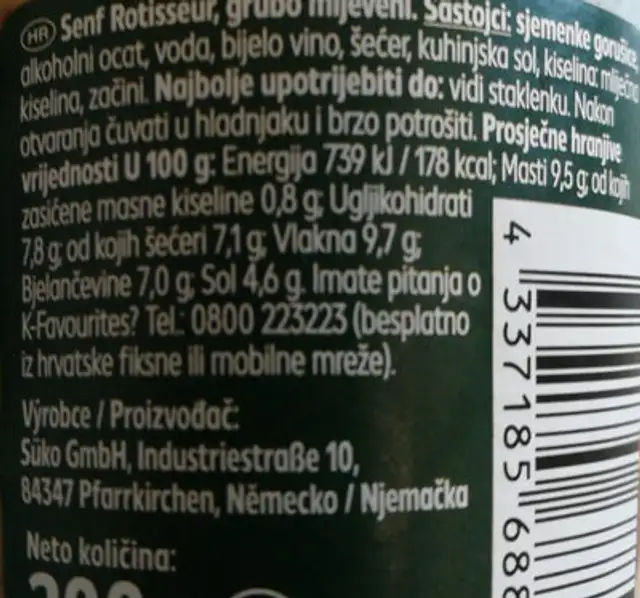 HR Senf Rotisseur, grubo mljeveni. Sastojci: sjemenke gorušice,
alkoholni ocat, voda, bijelo vino, šećer, kuhinjska sol, kiselina: mliječna
kiselina, začini. Najbolje upotrijebiti do: vidi staklenku. Nakon
otvaranja čuvati u hladnjaku i brzo potrošiti. Prosječne hranjive
vrijednosti U 100 g: Energija 739 kJ / 178 kcal; Masti 9,5 g; od kojih
zasićene masne kiseline 0,8 g; Ugljikohidrati
7,8 g; od kojih šećeri 7,1 g; Vlakna 9,7 g;
Bjelančevine 7,0 g; Sol 4,6 g. Imate pitanja o
K-Favourites? Tel.: 0800 223223 (besplatno
iz hrvatske fiksne ili mobilne mreže).
Výrobce / Proizvođač:
Süko GmbH, Industriestraße 10,
84347 Pfarrkirchen, Německo / Njemačka
Neto količina:
4 337185 688